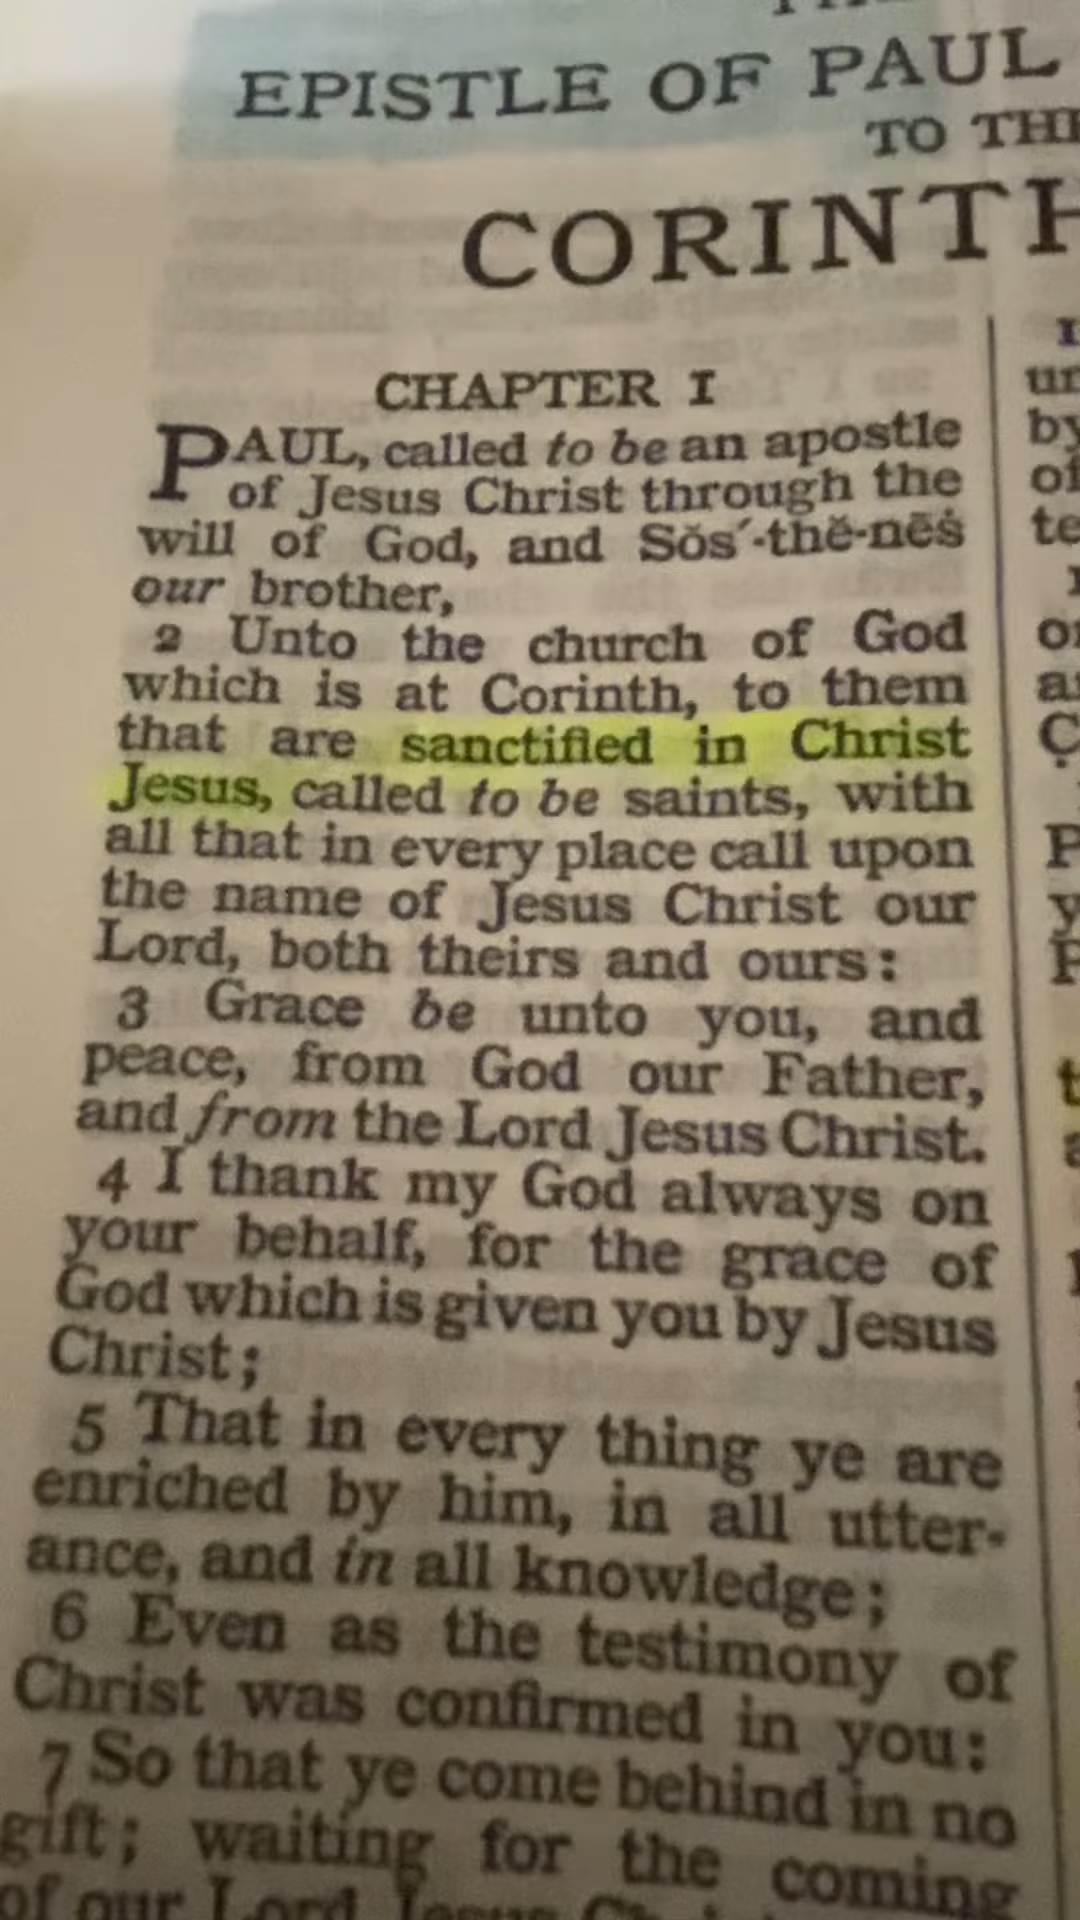 EPISTLE OF PAUL
TO THE
CORINTH
CHAPTER I
PAUL, called to be an apostle
of Jesus Christ through the
will of God, and Sŏs´-thĕ-nēṡ
our brother,
2 Unto the church of God
which is at Corinth, to them
that are sanctified in Christ
Jesus, called to be saints, with
all that in every place call upon
the name of Jesus Christ our
Lord, both theirs and ours:
3 Grace be unto you, and
peace, from God our Father,
and from the Lord Jesus Christ.
4 I thank my God always on
your behalf, for the grace of
God which is given you by Jesus
Christ;
5 That in every thing ye are
enriched by him, in all utter-
ance, and in all knowledge;
6 Even as the testimony of
Christ was confirmed in you:
7 So that ye come behind in no
gift; waiting for the coming
of our Lord Jesus
by
of